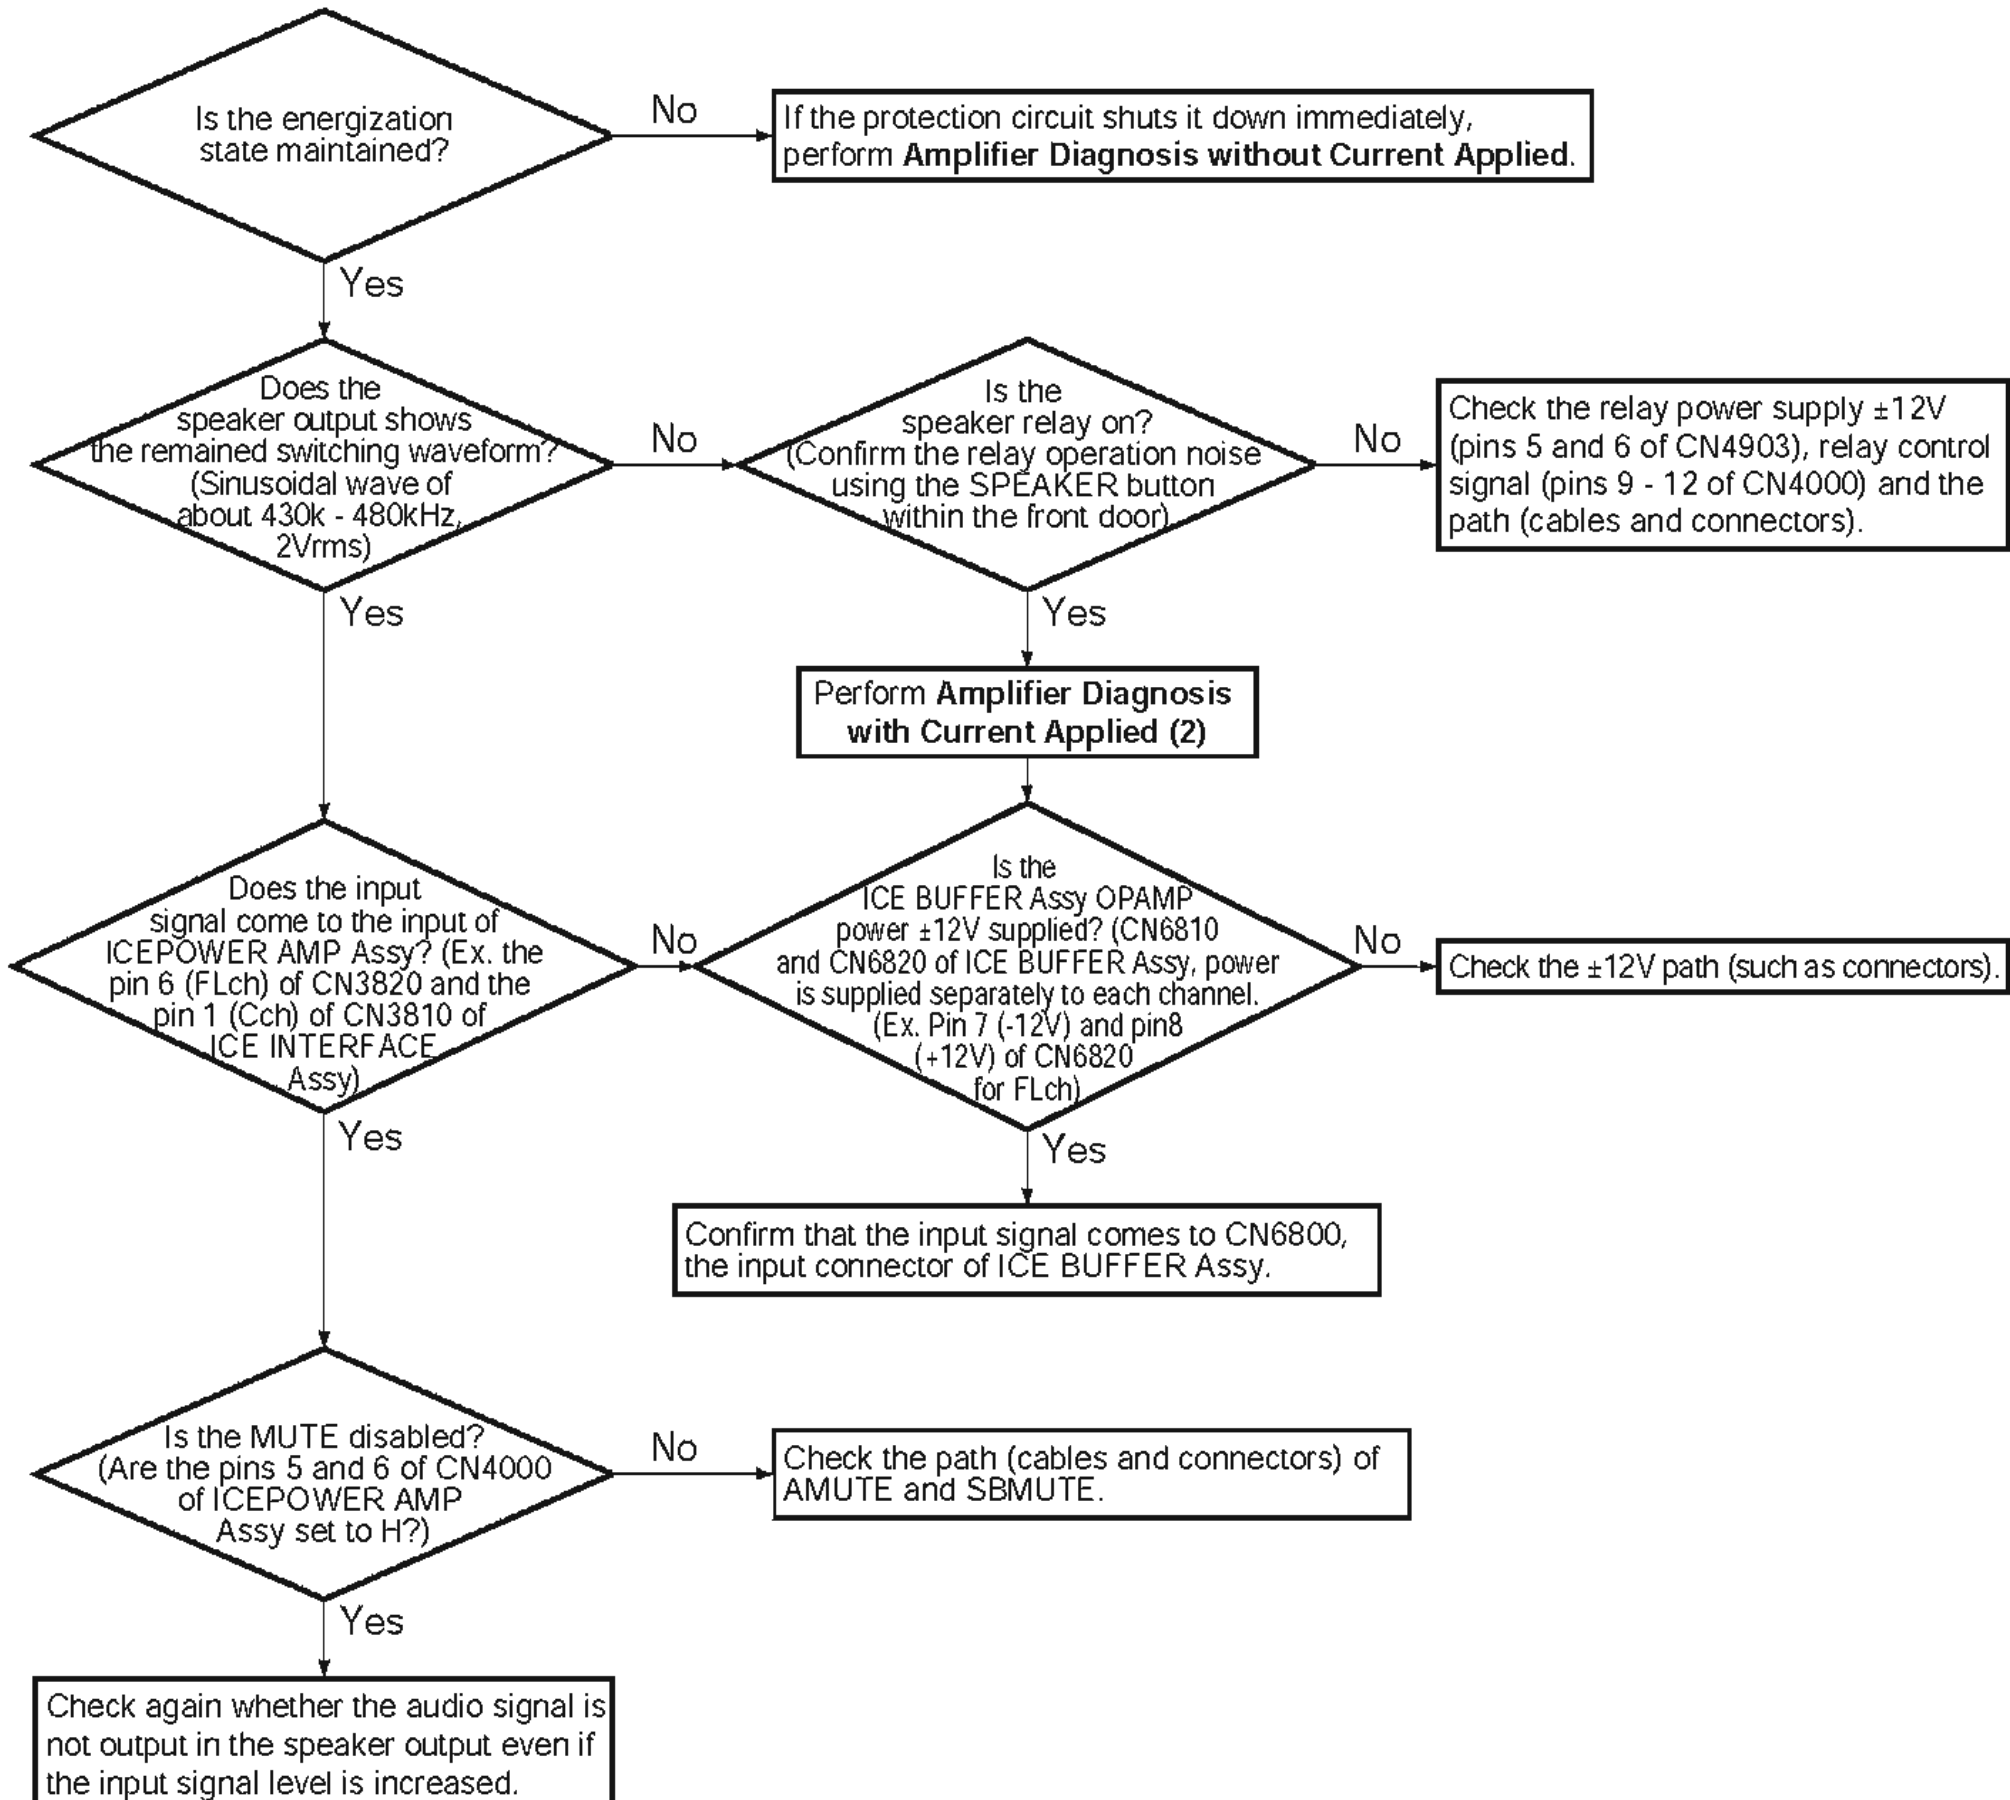 Is the energization
state maintained?
No
If the protection circuit shuts it down immediately,
perform Amplifier Diagnosis without Current Applied.
Yes
Does the
speaker output shows
the remained switching waveform?
(Sinusoidal wave of
about 430k - 480kHz,
2Vrms)
No
Is the
speaker relay on?
(Confirm the relay operation noise
using the SPEAKER button
within the front door)
No
Check the relay power supply ±12V
(pins 5 and 6 of CN4903), relay control
signal (pins 9 - 12 of CN4000) and the
path (cables and connectors).
Yes
Yes
Perform Amplifier Diagnosis
with Current Applied (2)
Does the input
signal come to the input of
ICEPOWER AMP Assy? (Ex. the
pin 6 (FLch) of CN3820 and the
pin 1 (Cch) of CN3810 of
ICE INTERFACE
Assy)
No
Is the
ICE BUFFER Assy OPAMP
power ±12V supplied? (CN6810
and CN6820 of ICE BUFFER Assy, power
is supplied separately to each channel.
(Ex. Pin 7 (-12V) and pin8
(+12V) of CN6820
for FLch)
No
Check the ±12V path (such as connectors).
Yes
Yes
Confirm that the input signal comes to CN6800,
the input connector of ICE BUFFER Assy.
Is the MUTE disabled?
(Are the pins 5 and 6 of CN4000
of ICEPOWER AMP
Assy set to H?)
No
Check the path (cables and connectors) of
AMUTE and SBMUTE.
Yes
Check again whether the audio signal is
not output in the speaker output even if
the input signal level is increased.